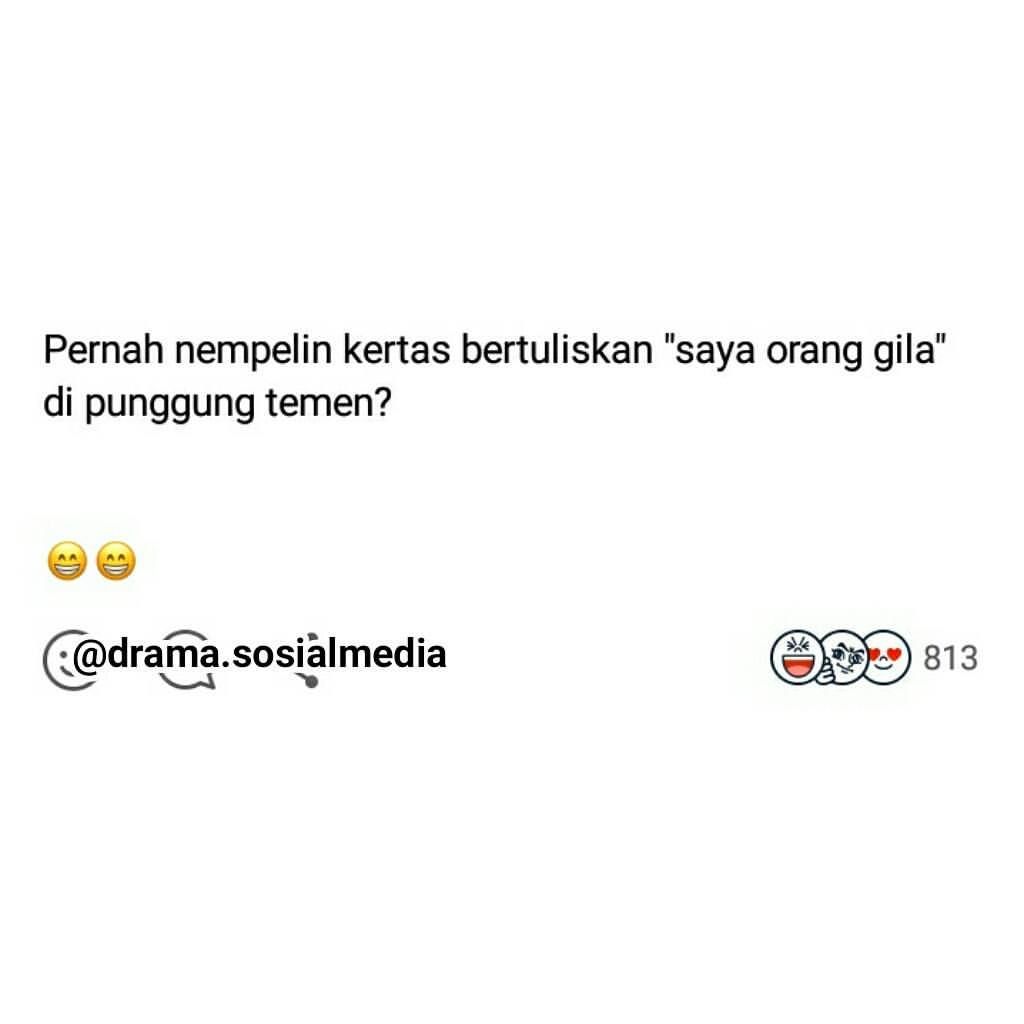 Pernah nempelin kertas bertuliskan "saya orang gila"
di punggung temen?
😁😁
@drama.sosialmedia
813